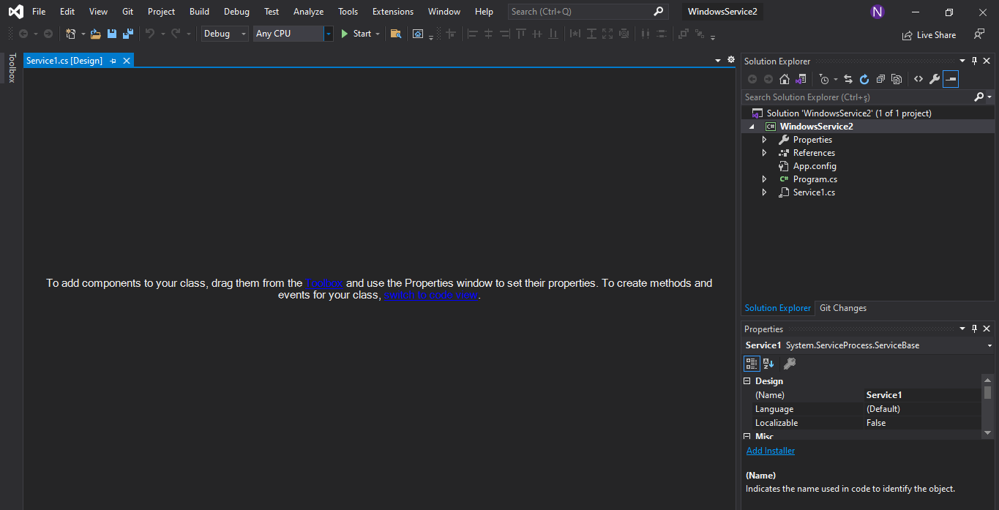 File Edit View Git Project Build Debug Test Analyze Tools Extensions Window Help Search (Ctrl+Q) WindowsService2 N
Debug Any CPU Start Live Share
Toolbox
Service1.cs [Design]
To add components to your class, drag them from the Toolbox and use the Properties window to set their properties. To create methods and
events for your class, switch to code view.
Solution Explorer
Search Solution Explorer (Ctrl+ş)
Solution 'WindowsService2' (1 of 1 project)
C# WindowsService2
Properties
References
App.config
C# Program.cs
Service1.cs
Solution Explorer Git Changes
Properties
Service1 System.ServiceProcess.ServiceBase
Design
(Name) Service1
Language (Default)
Localizable False
Misc
Add Installer
(Name)
Indicates the name used in code to identify the object.